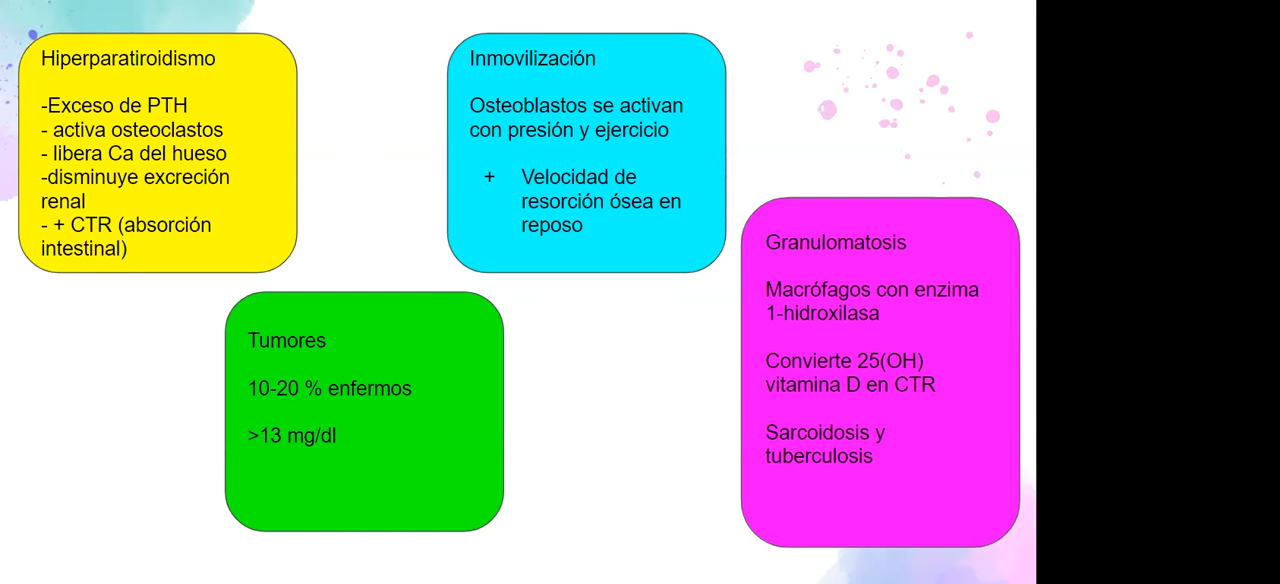 Hiperparatiroidismo
-Exceso de PTH
- activa osteoclastos
- libera Ca del hueso
-disminuye excreción
renal
- + CTR (absorción
intestinal)
Inmovilización
Osteoblastos se activan
con presión y ejercicio
+ Velocidad de
resorción ósea en
reposo
Tumores
10-20 % enfermos
>13 mg/dl
Granulomatosis
Macrófagos con enzima
1-hidroxilasa
Convierte 25(OH)
vitamina D en CTR
Sarcoidosis y
tuberculosis